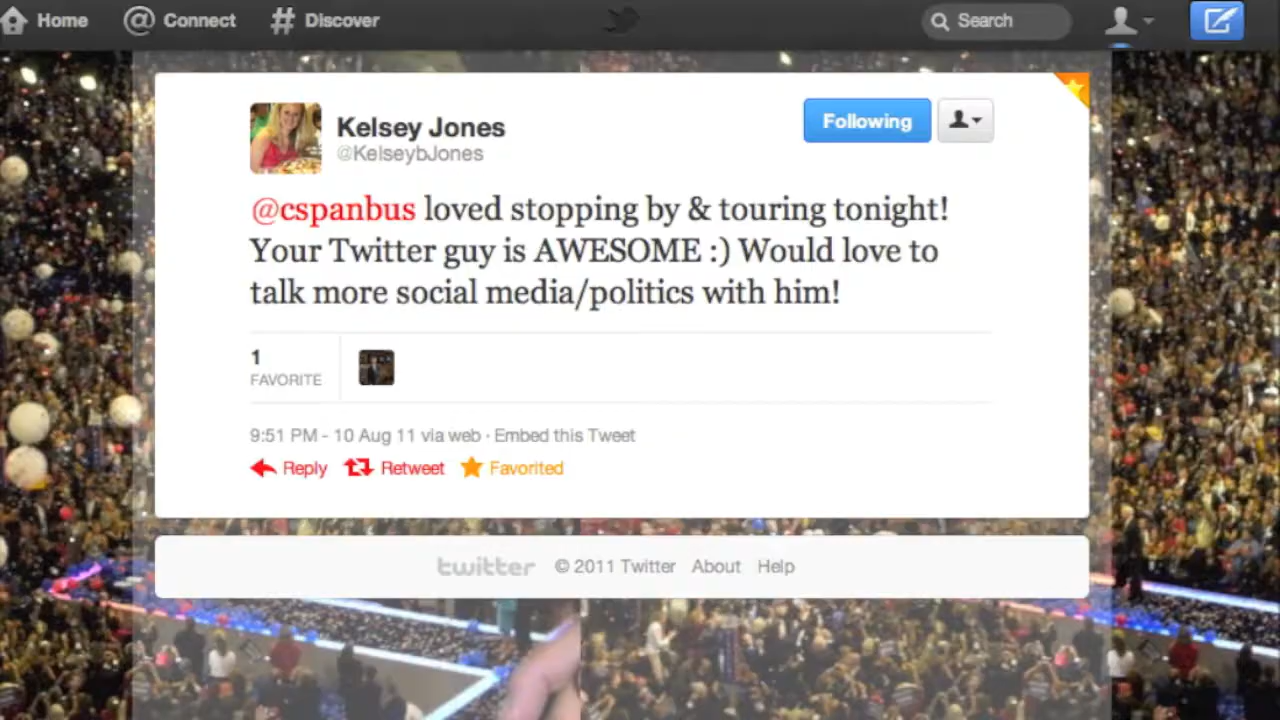 Home @ Connect # Discover Search
Kelsey Jones
@KelseybJones
Following
@cspanbus loved stopping by & touring tonight!
Your Twitter guy is AWESOME :) Would love to
talk more social media/politics with him!
1
FAVORITE
9:51 PM - 10 Aug 11 via web · Embed this Tweet
Reply Retweet Favorited
twitter © 2011 Twitter About Help